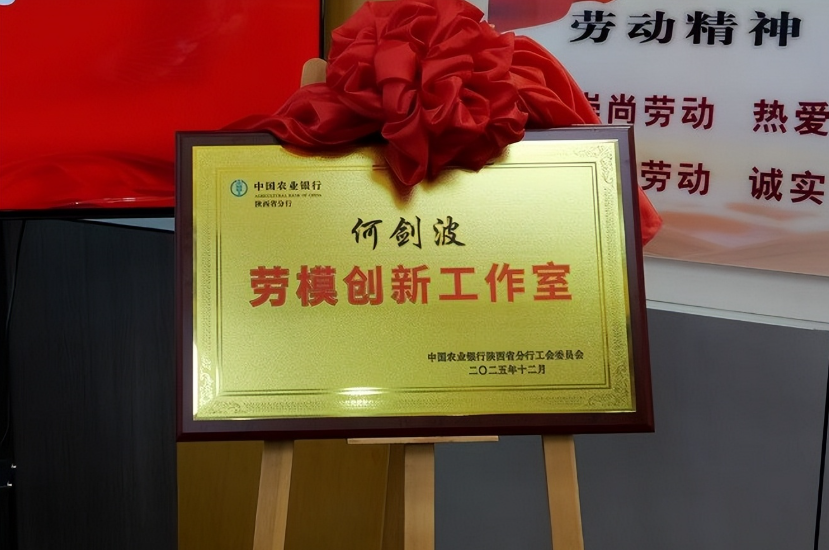 劳动精神
崇尚劳动 热爱
劳动 诚实
中国农业银行
AGRICULTURAL BANK OF CHINA
陕西省分行
何剑波
劳模创新工作室
中国农业银行陕西省分行工会委员会
二〇二五年十二月